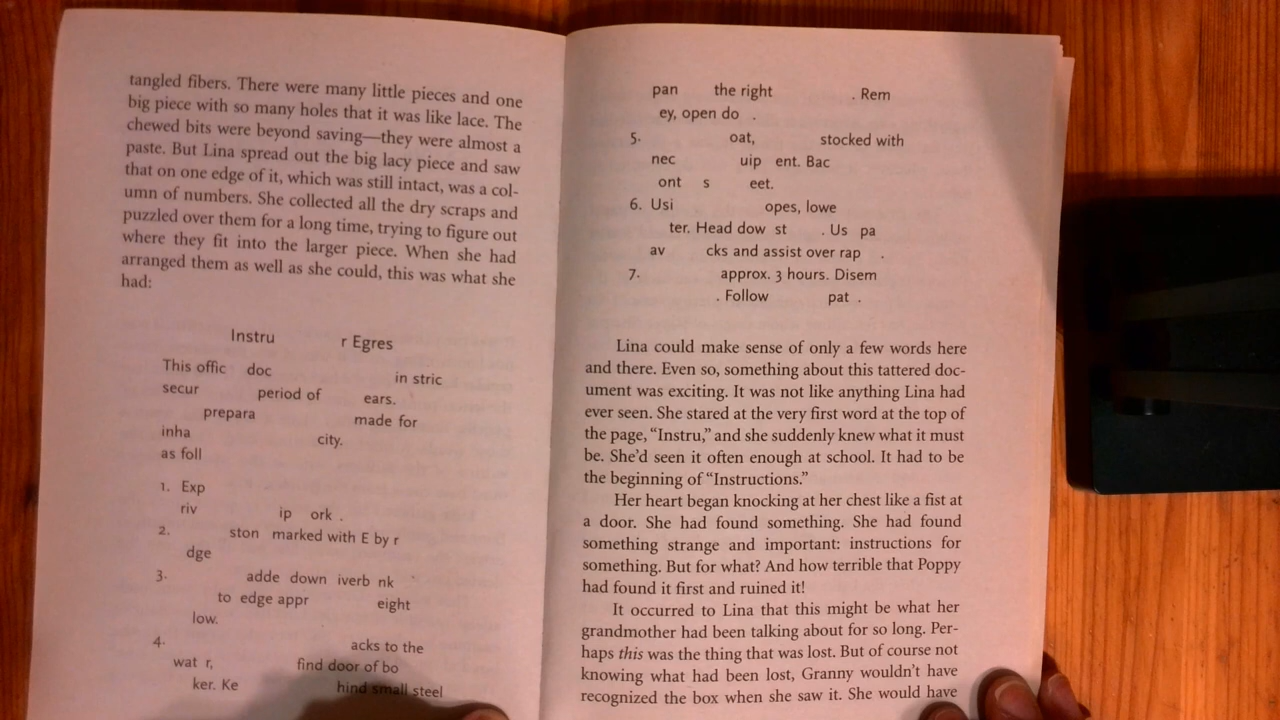 tangled fibers. There were many little pieces and one
big piece with so many holes that it was like lace. The
chewed bits were beyond saving—they were almost a
paste. But Lina spread out the big lacy piece and saw
that on one edge of it, which was still intact, was a col-
umn of numbers. She collected all the dry scraps and
puzzled over them for a long time, trying to figure out
where they fit into the larger piece. When she had
arranged them as well as she could, this was what she
had:
Instru r Egres
This offic doc in stric
secur period of ears.
prepara made for
inha city.
as foll
1. Exp
riv ip ork .
2. ston marked with E by r
dge
3. adde down iverb nk
to edge appr eight
low.
4. acks to the
wat r, find door of bo
ker. Ke hind small steel
pan the right . Rem
ey, open do .
5. oat, stocked with
nec uip ent. Bac
ont s eet.
6. Usi opes, lowe
ter. Head dow st . Us pa
av cks and assist over rap .
7. approx. 3 hours. Disem
. Follow pat .
Lina could make sense of only a few words here
and there. Even so, something about this tattered doc-
ument was exciting. It was not like anything Lina had
ever seen. She stared at the very first word at the top of
the page, “Instru,” and she suddenly knew what it must
be. She’d seen it often enough at school. It had to be
the beginning of “Instructions.”
Her heart began knocking at her chest like a fist at
a door. She had found something. She had found
something strange and important: instructions for
something. But for what? And how terrible that Poppy
had found it first and ruined it!
It occurred to Lina that this might be what her
grandmother had been talking about for so long. Per-
haps this was the thing that was lost. But of course not
knowing what had been lost, Granny wouldn’t have
recognized the box when she saw it. She would have